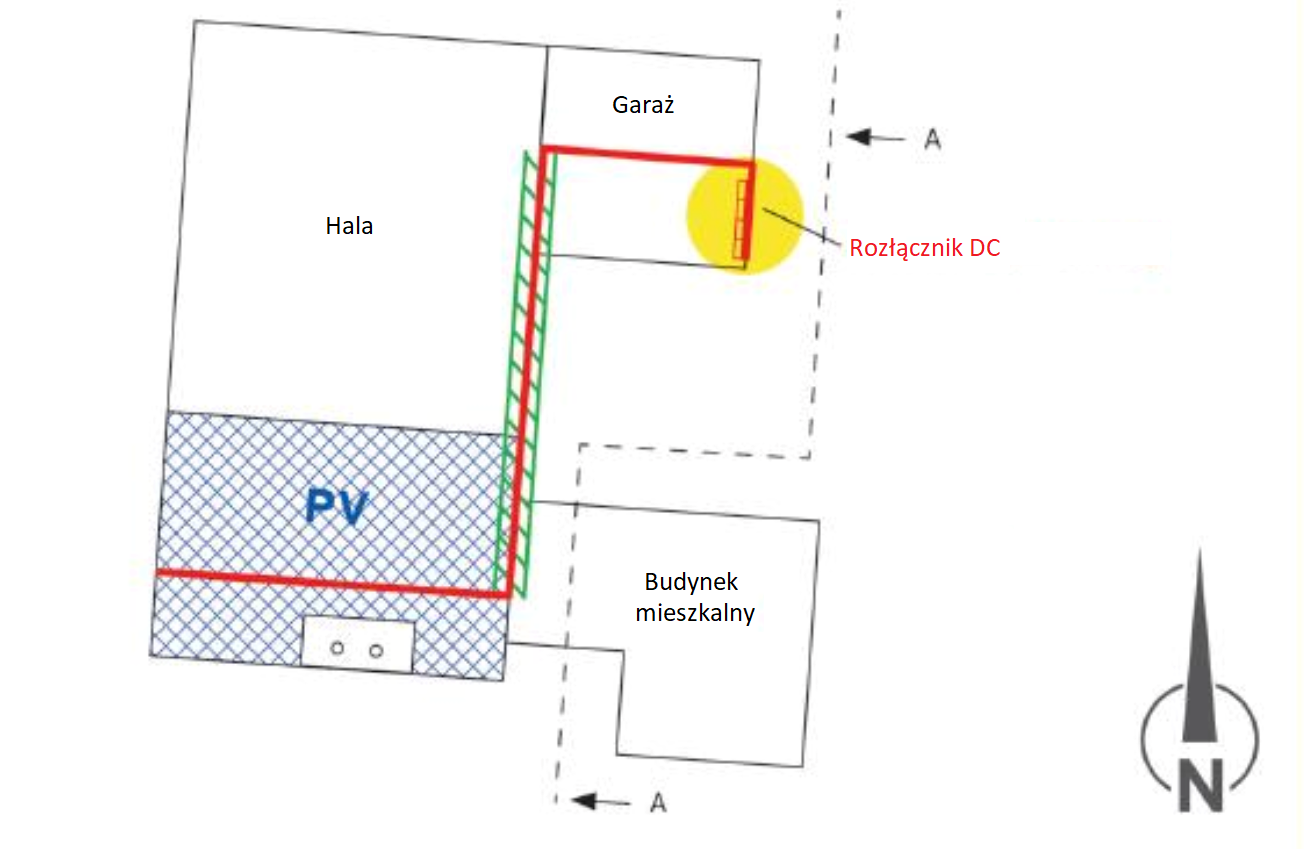 Garaż
A
Hala
Rozłącznik DC
PV
Budynek
mieszkalny
A
N